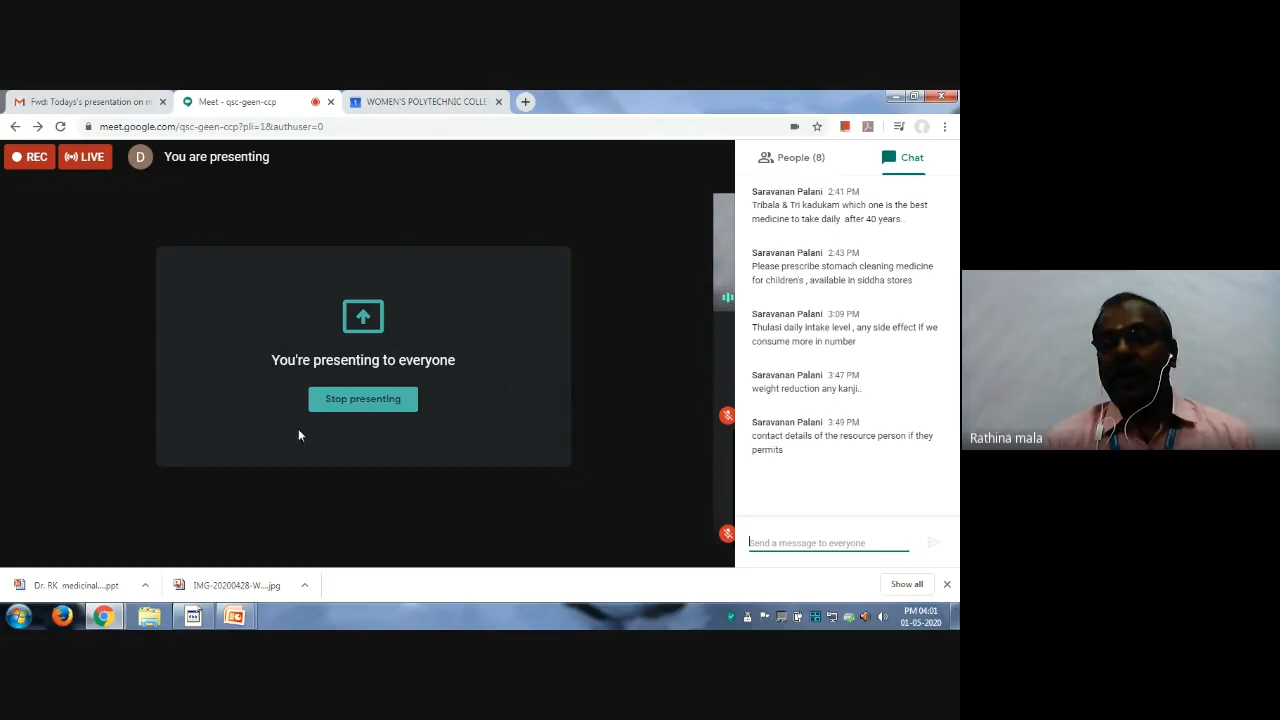 Fwd: Todays's presentation on m
Meet - qsc-geen-ccp
WOMEN'S POLYTECHNIC COLLE
meet.google.com/qsc-geen-ccp?pli=1&authuser=0
REC
LIVE
D
You are presenting
People (8)
Chat
Saravanan Palani 2:41 PM
Tribala & Tri kadukam which one is the best
medicine to take daily after 40 years..
Saravanan Palani 2:43 PM
Please prescribe stomach cleaning medicine
for children's , available in siddha stores
Saravanan Palani 3:09 PM
Thulasi daily intake level , any side effect if we
consume more in number
Saravanan Palani 3:47 PM
weight reduction any kanji..
Saravanan Palani 3:49 PM
contact details of the resource person if they
permits
You're presenting to everyone
Stop presenting
Rathina mala
Send a message to everyone
Dr. RK medicinal....ppt
IMG-20200428-W....jpg
Show all
PM 04:01
01-05-2020